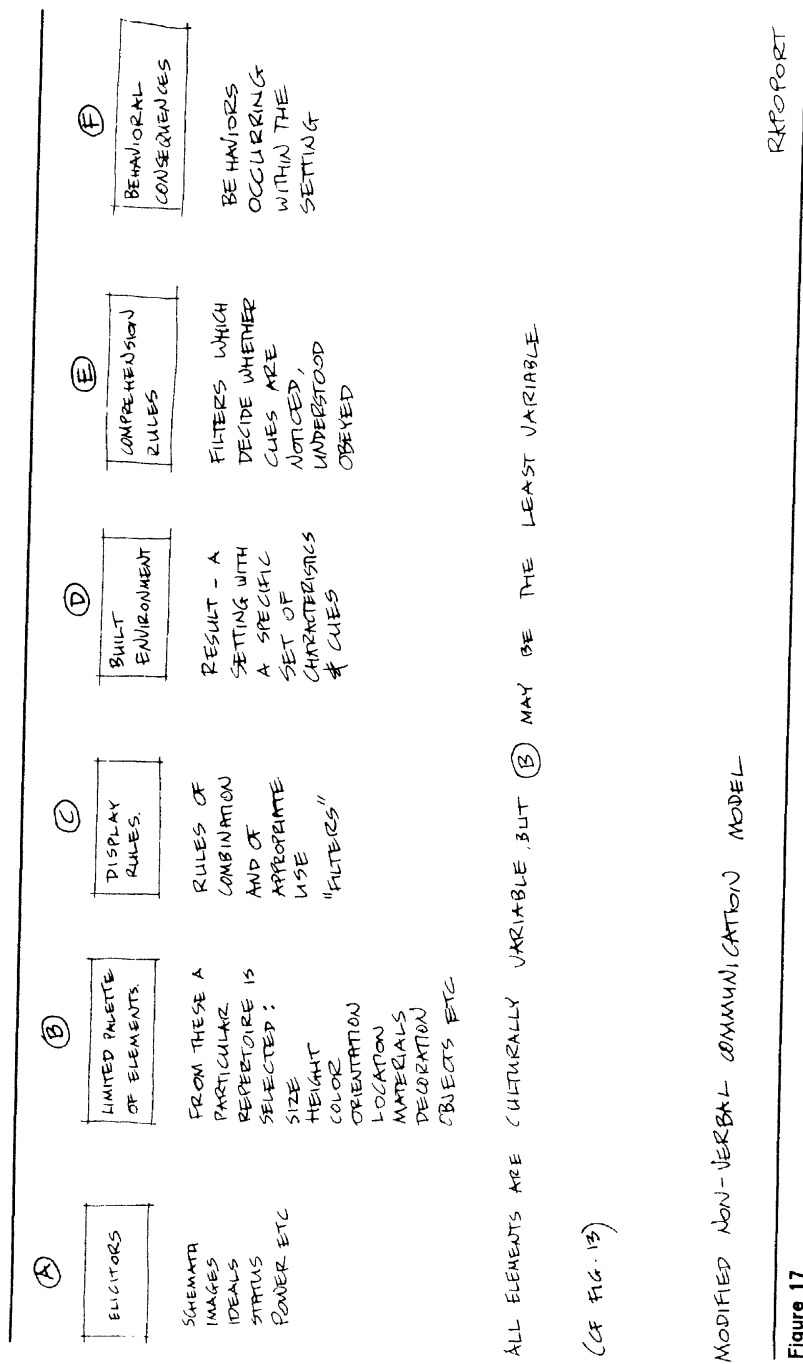 A
ELICITORS
SCHEMATA
IMAGES
IDEALS
STATUS
POWER ETC
B
LIMITED PALETTE
OF ELEMENTS.
FROM THESE A
PARTICULAR
REPERTOIRE IS
SELECTED:
SIZE
HEIGHT
COLOR
ORIENTATION
LOCATION
MATERIALS
DECORATION
OBJECTS ETC
C
DISPLAY
RULES.
RULES OF
COMBINATION
AND OF
APPROPRIATE
USE
"FILTERS"
D
BUILT
ENVIRONMENT
RESULT - A
SETTING WITH
A SPECIFIC
SET OF
CHARACTERISTICS
& CUES
E
COMPREHENSION
RULES
FILTERS WHICH
DECIDE WHETHER
CUES ARE
NOTICED,
UNDERSTOOD
OBEYED
F
BEHAVIORAL
CONSEQUENCES
BEHAVIORS
OCCURRING
WITHIN THE
SETTING
ALL ELEMENTS ARE CULTURALLY VARIABLE, BUT B MAY BE THE LEAST VARIABLE
(CF FIG. 13)
MODIFIED NON-VERBAL COMMUNICATION MODEL
RAPOPORT
Figure 17